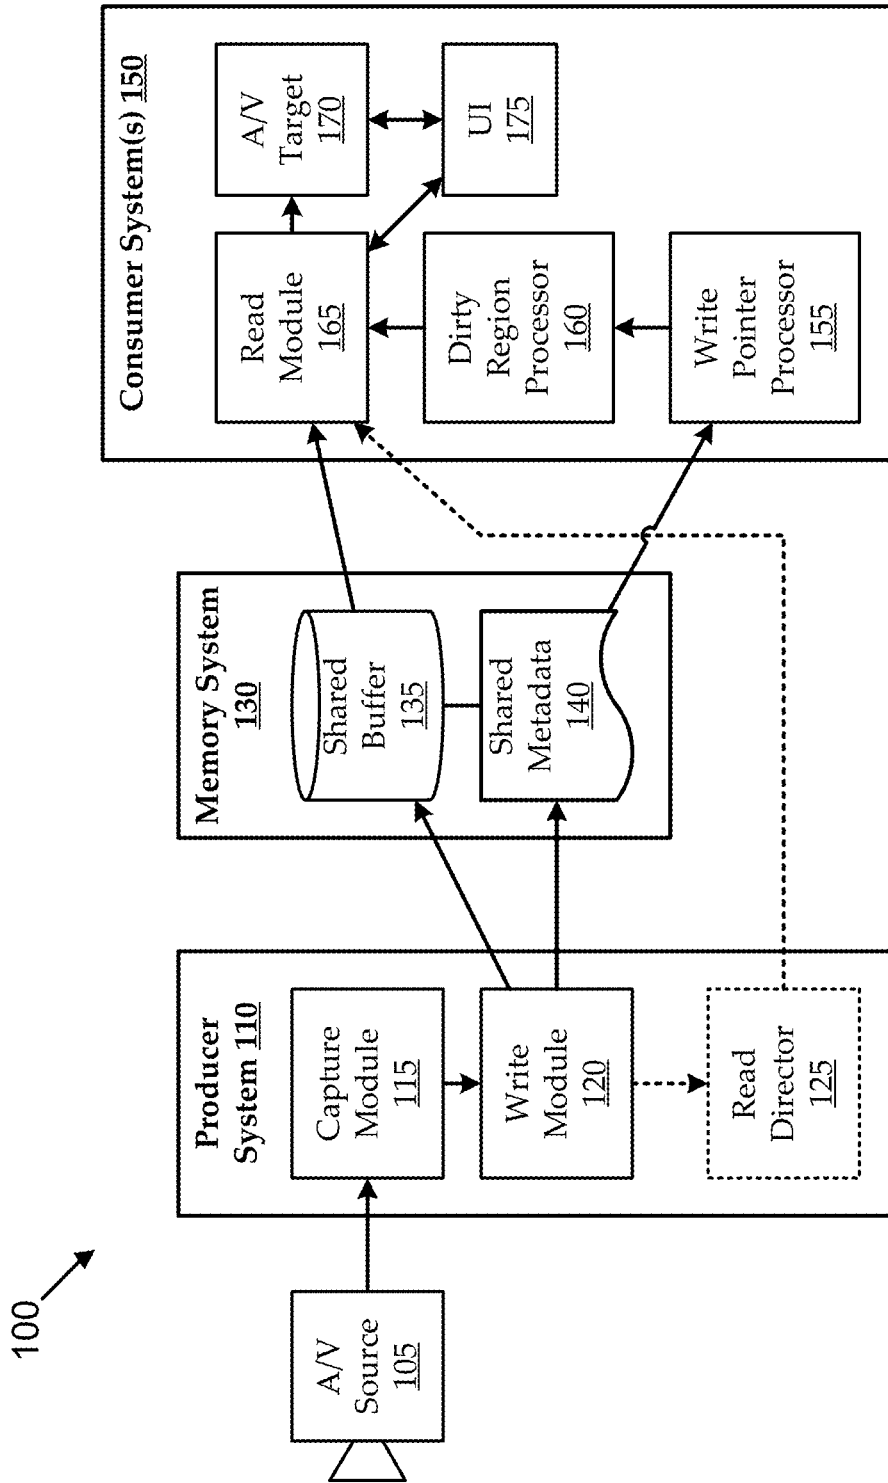 100
A/V
Source
105
Producer
System 110
Capture
Module
115
Write
Module
120
Read
Director
125
Memory System
130
Shared
Buffer
135
Shared
Metadata
140
Consumer System(s) 150
Read
Module
165
A/V
Target
170
Dirty
Region
Processor
160
UI
175
Write
Pointer
Processor
155